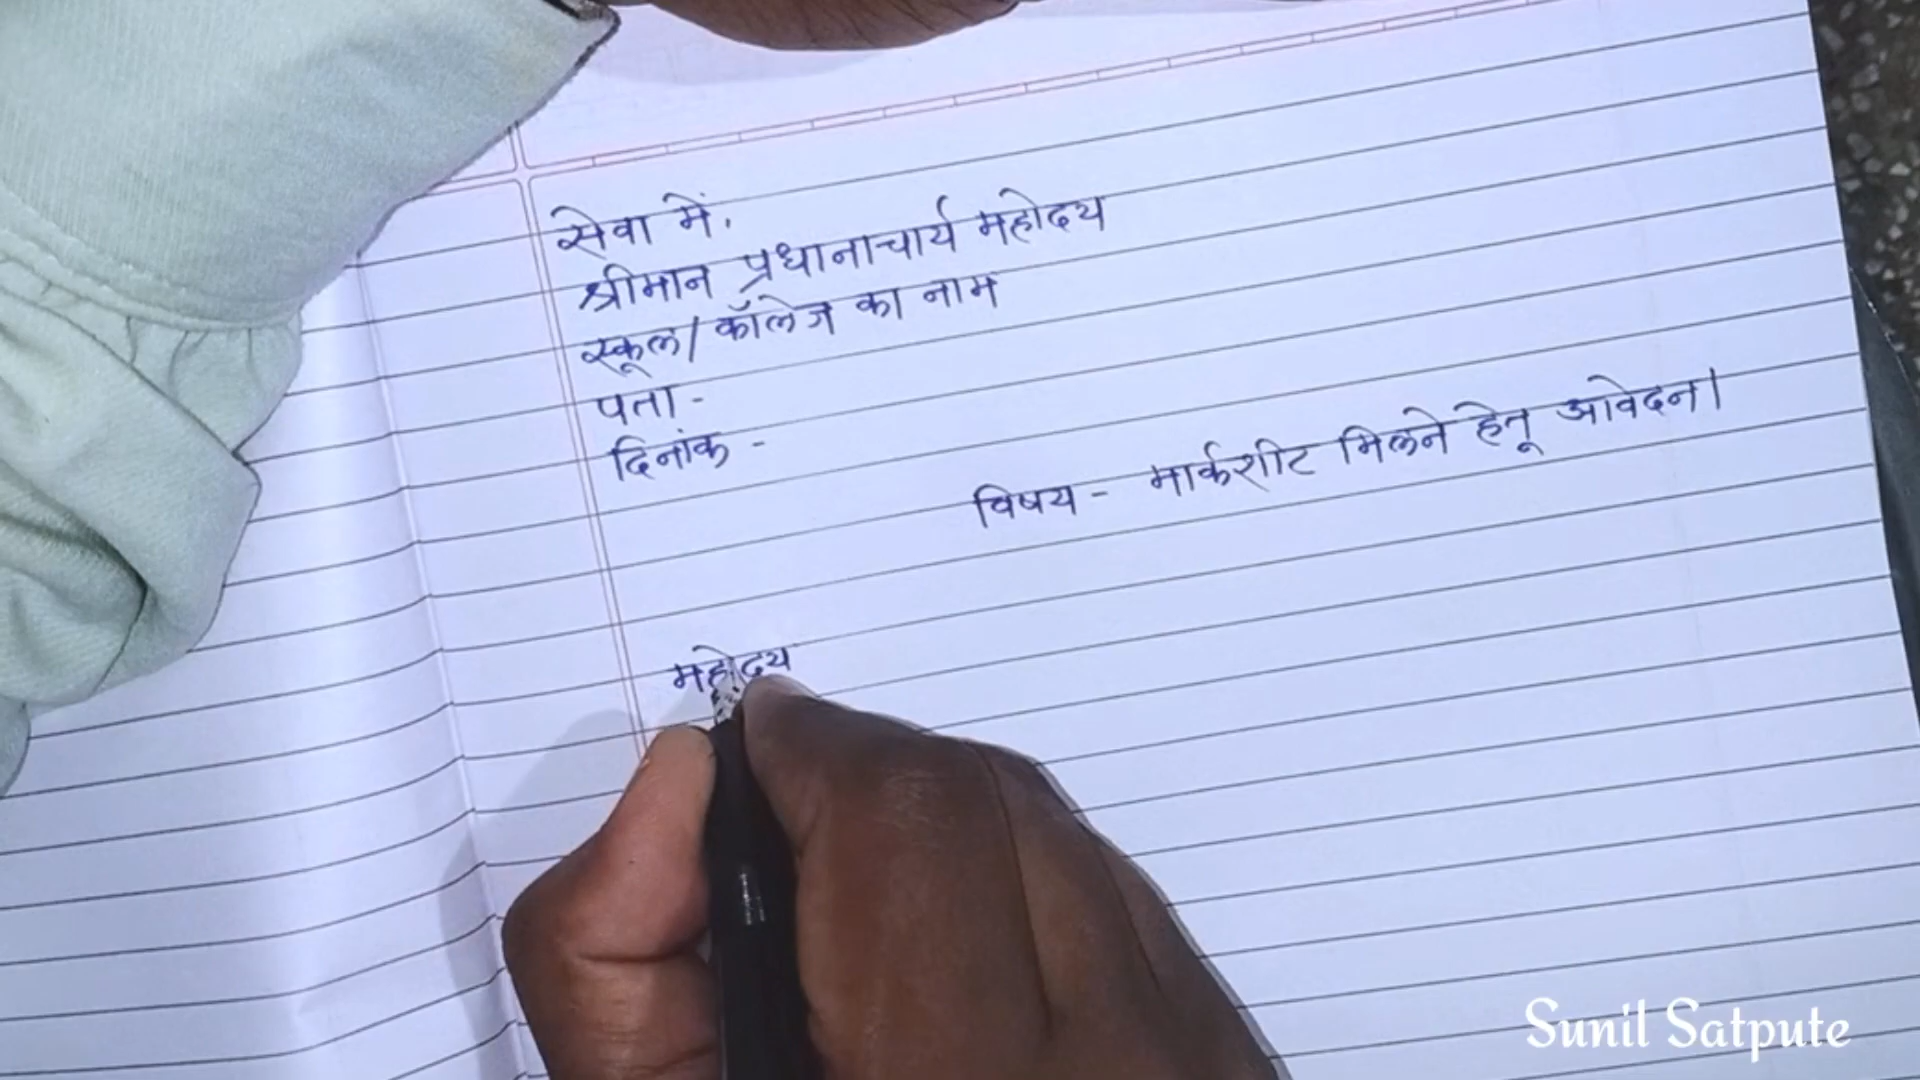 सेवा में.
श्रीमान प्रधानाचार्य महोदय
स्कूल/कॉलेज का नाम
पता-
दिनांक -
विषय- मार्कशीट मिलने हेतू आवेदन।
महोदय
Sunil Satpute